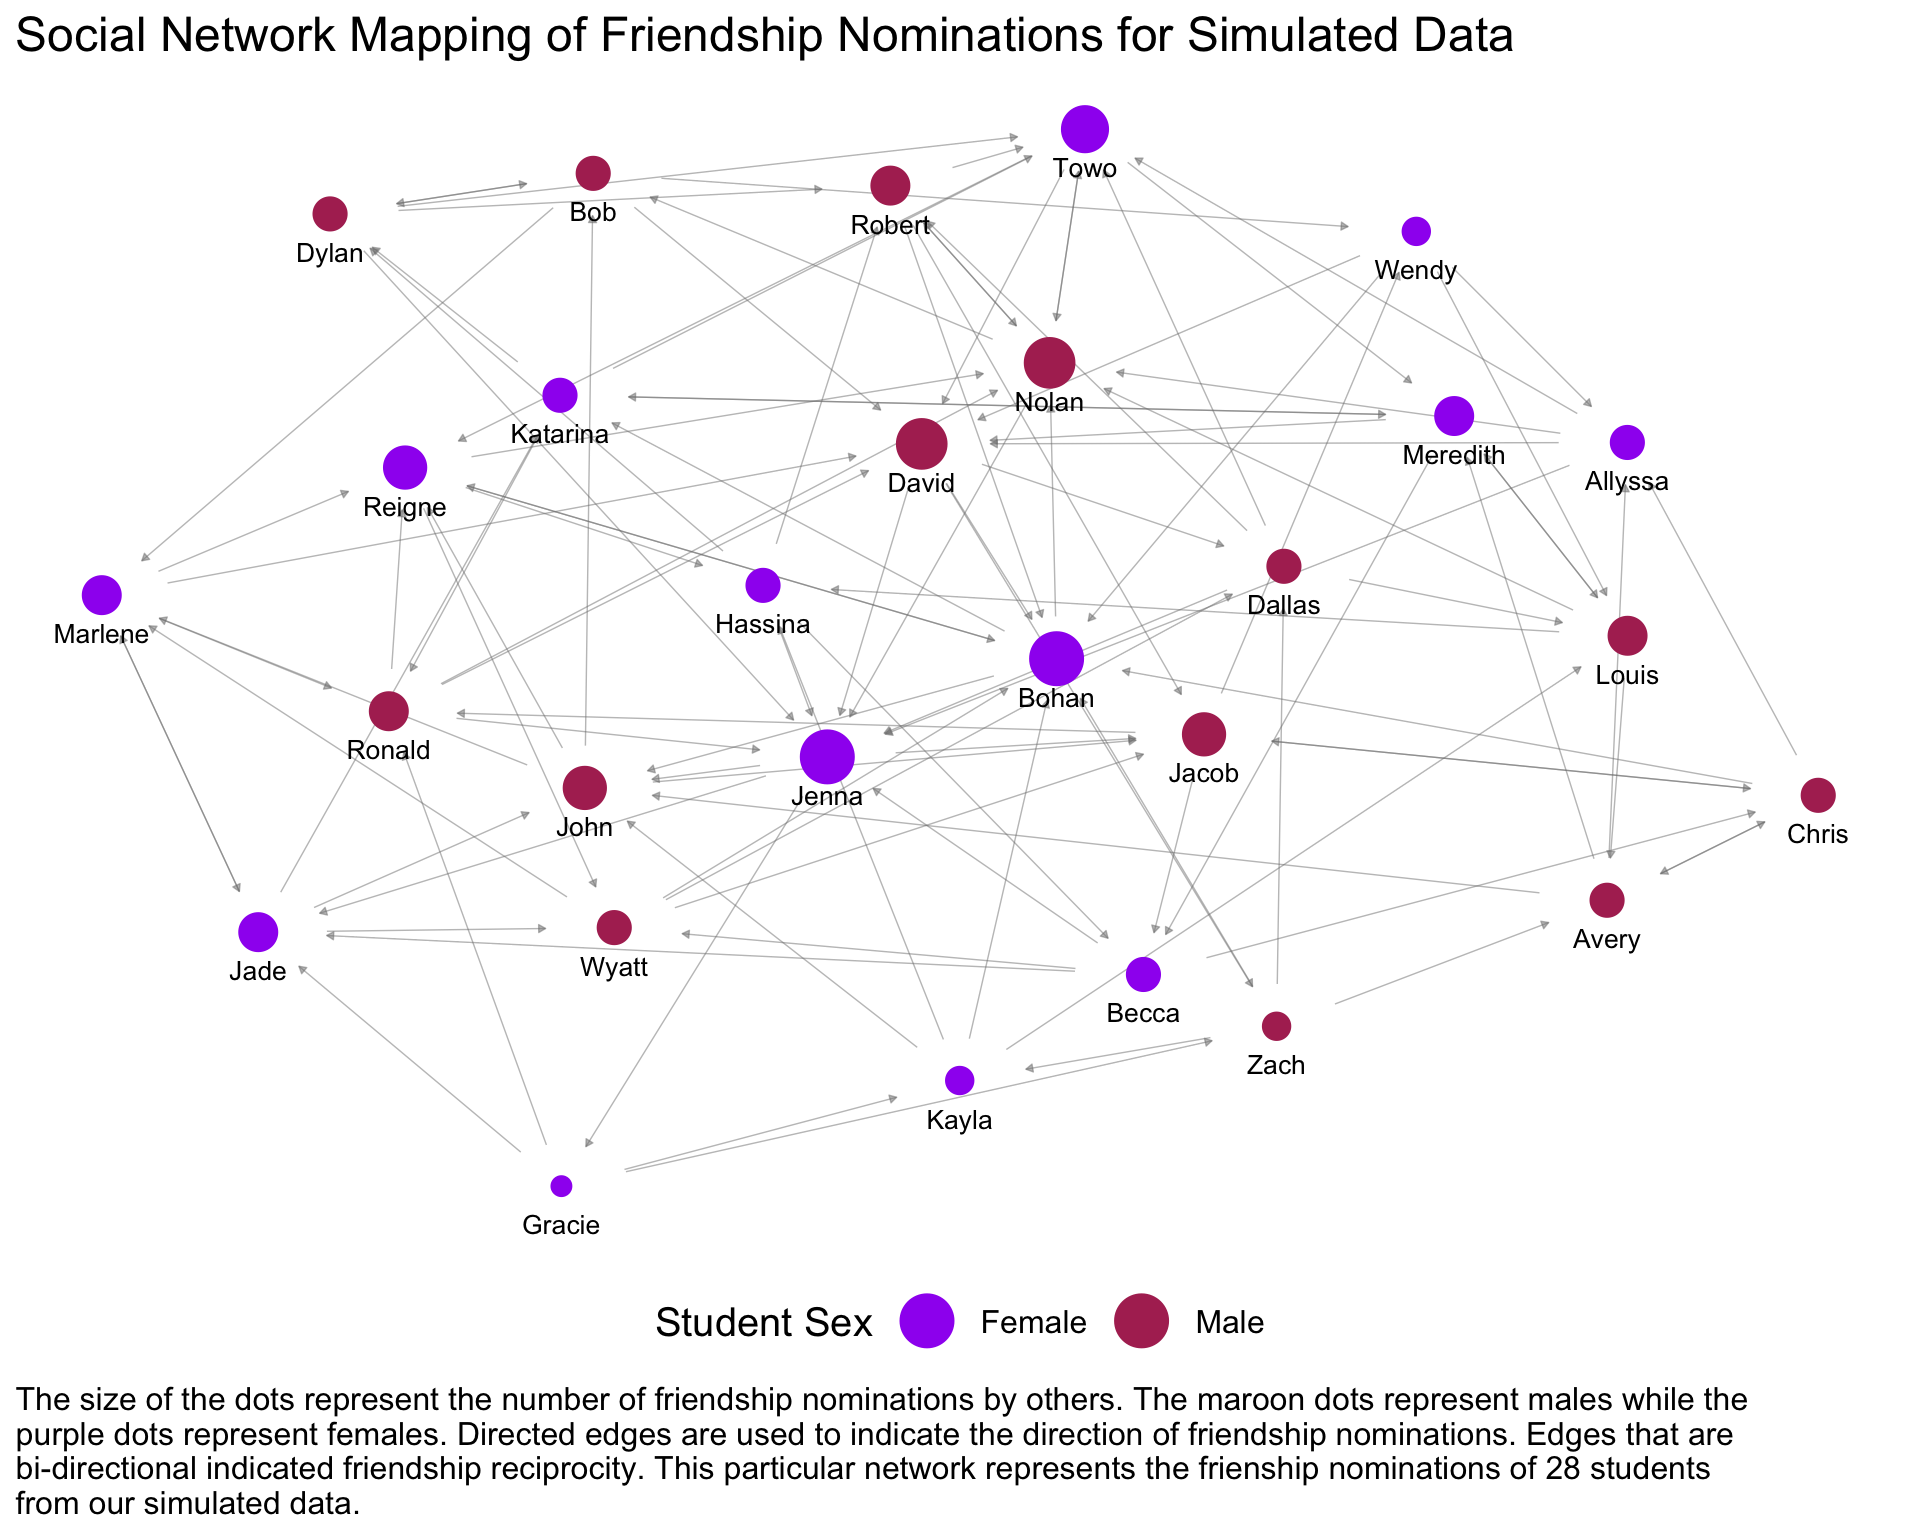 Social Network Mapping of Friendship Nominations for Simulated Data
Towo
Bob
Robert
Dylan
Wendy
Nolan
Katarina
Meredith
David
Allyssa
Reigne
Hassina
Dallas
Marlene
Louis
Bohan
Ronald
Jacob
Jenna
John
Chris
Avery
Jade
Wyatt
Becca
Zach
Kayla
Gracie
Student Sex Female Male
The size of the dots represent the number of friendship nominations by others. The maroon dots represent males while the
purple dots represent females. Directed edges are used to indicate the direction of friendship nominations. Edges that are
bi-directional indicated friendship reciprocity. This particular network represents the frienship nominations of 28 students
from our simulated data.